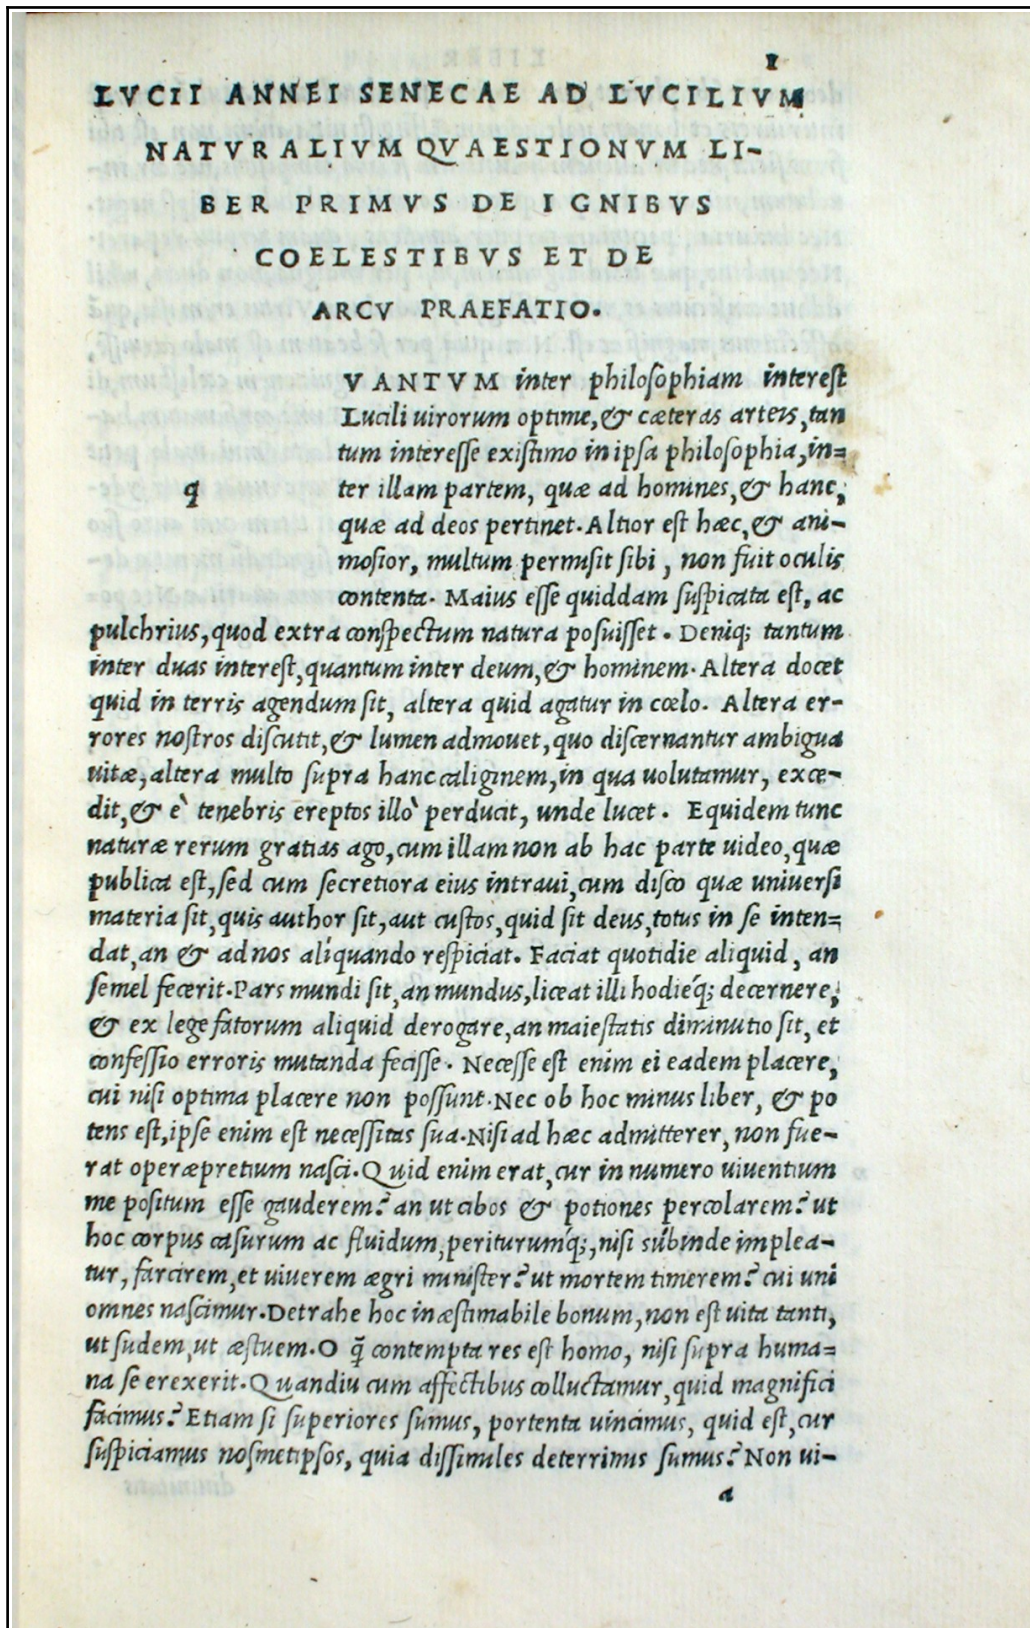 1
LVCII ANNEI SENECAE AD LVCILIVM
NATVRALIVM QVAESTIONVM LI-
BER PRIMVS DE IGNIBVS
COELESTIBVS ET DE
ARCV PRAEFATIO.
VANTVM inter philosophiam interest
Lucili uirorum optime, & cæteras arteis, tan
tum interesse existimo in ipsa philosophia, in=
q ter illam partem, quæ ad homines, & hanc,
quæ ad deos pertinet. Altior est hæc, & ani-
mosior, multum permisit sibi, non fuit oculis
contenta. Maius esse quiddam suspicata est, ac
pulchrius, quod extra conspectum natura posuisset. Deniq; tantum
inter duas interest, quantum inter deum, & hominem. Altera docet
quid in terris agendum sit, altera quid agatur in cœlo. Altera er-
rores nostros discutit, & lumen admouet, quo discernantur ambigua
uitæ, altera multo supra hanc caliginem, in qua uolutamur, exce-
dit, & è tenebris ereptos illò perducit, unde lucet. Equidem tunc
naturæ rerum gratias ago, cum illam non ab hac parte uideo, quæ
publica est, sed cum secretiora eius intraui, cum disco quæ uniuersi
materia sit, quis author sit, aut custos, quid sit deus, totus in se inten=
dat, an & ad nos aliquando respiciat. Faciat quotidie aliquid, an
semel fecerit. Pars mundi sit, an mundus, liceat illi hodieq́; decernere,
& ex lege fatorum aliquid derogare, an maiestatis diminutio sit, et
confessio erroris mutanda fecisse. Necesse est enim ei eadem placere,
cui nisi optima placere non possunt. Nec ob hoc minus liber, & po
tens est, ipse enim est necessitas sua. Nisi ad hæc admitterer, non fue-
rat operæpretium nasci. Quid enim erat, cur in numero uiuentium
me positum esse gauderem? an ut cibos & potiones percolarem? ut
hoc corpus casurum ac fluidum, periturumq́;, nisi subinde implea-
tur, farcirem, et uiuerem ægri minister? ut mortem timerem? cui uni
omnes nascimur. Detrahe hoc inæstimabile bonum, non est uita tanti,
ut sudem, ut æstuem. O q̃ contempta res est homo, nisi supra huma=
na se erexerit. Quandiu cum affectibus colluctamur, quid magnifici
facimus? Etiam si superiores sumus, portenta uincimus, quid est, cur
suspiciamus nosmetipsos, quia dissimiles deterrimis sumus? Non ui-
a